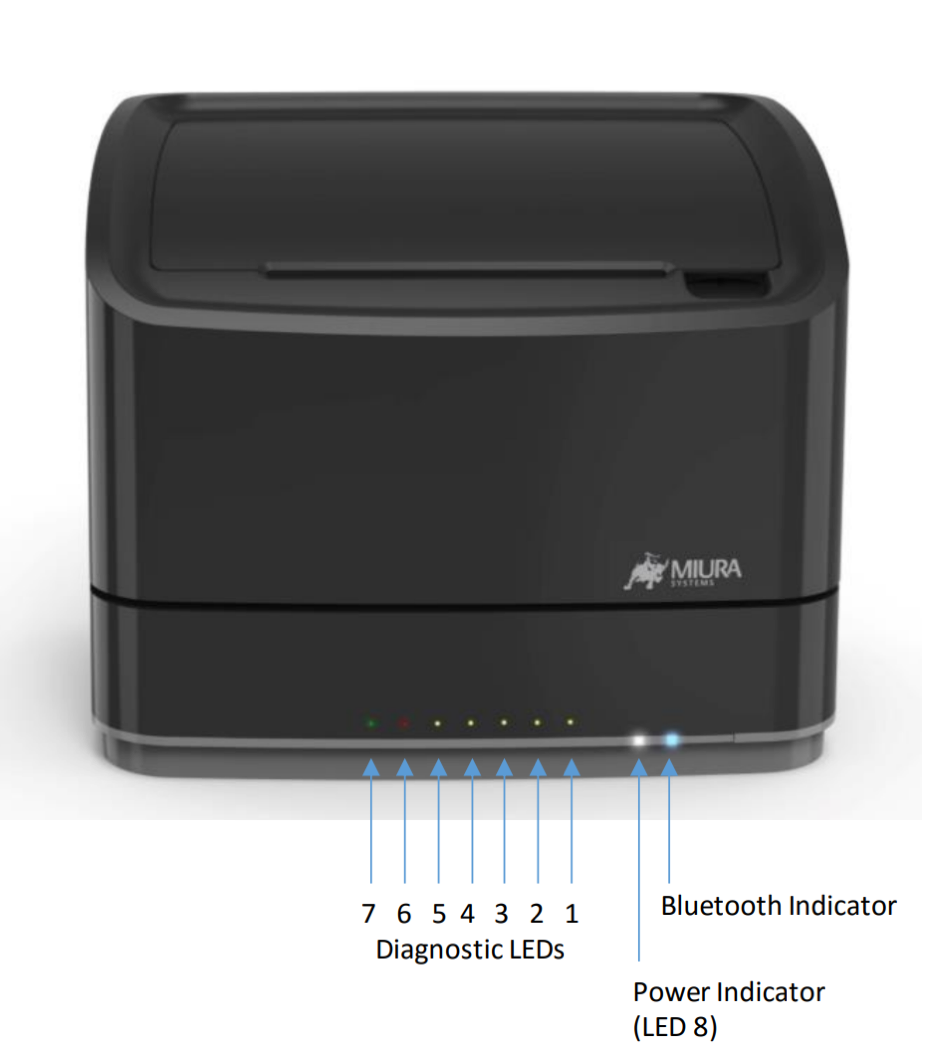 MIURA
SYSTEMS
7 6 5 4 3 2 1
Diagnostic LEDs
Bluetooth Indicator
Power Indicator
(LED 8)